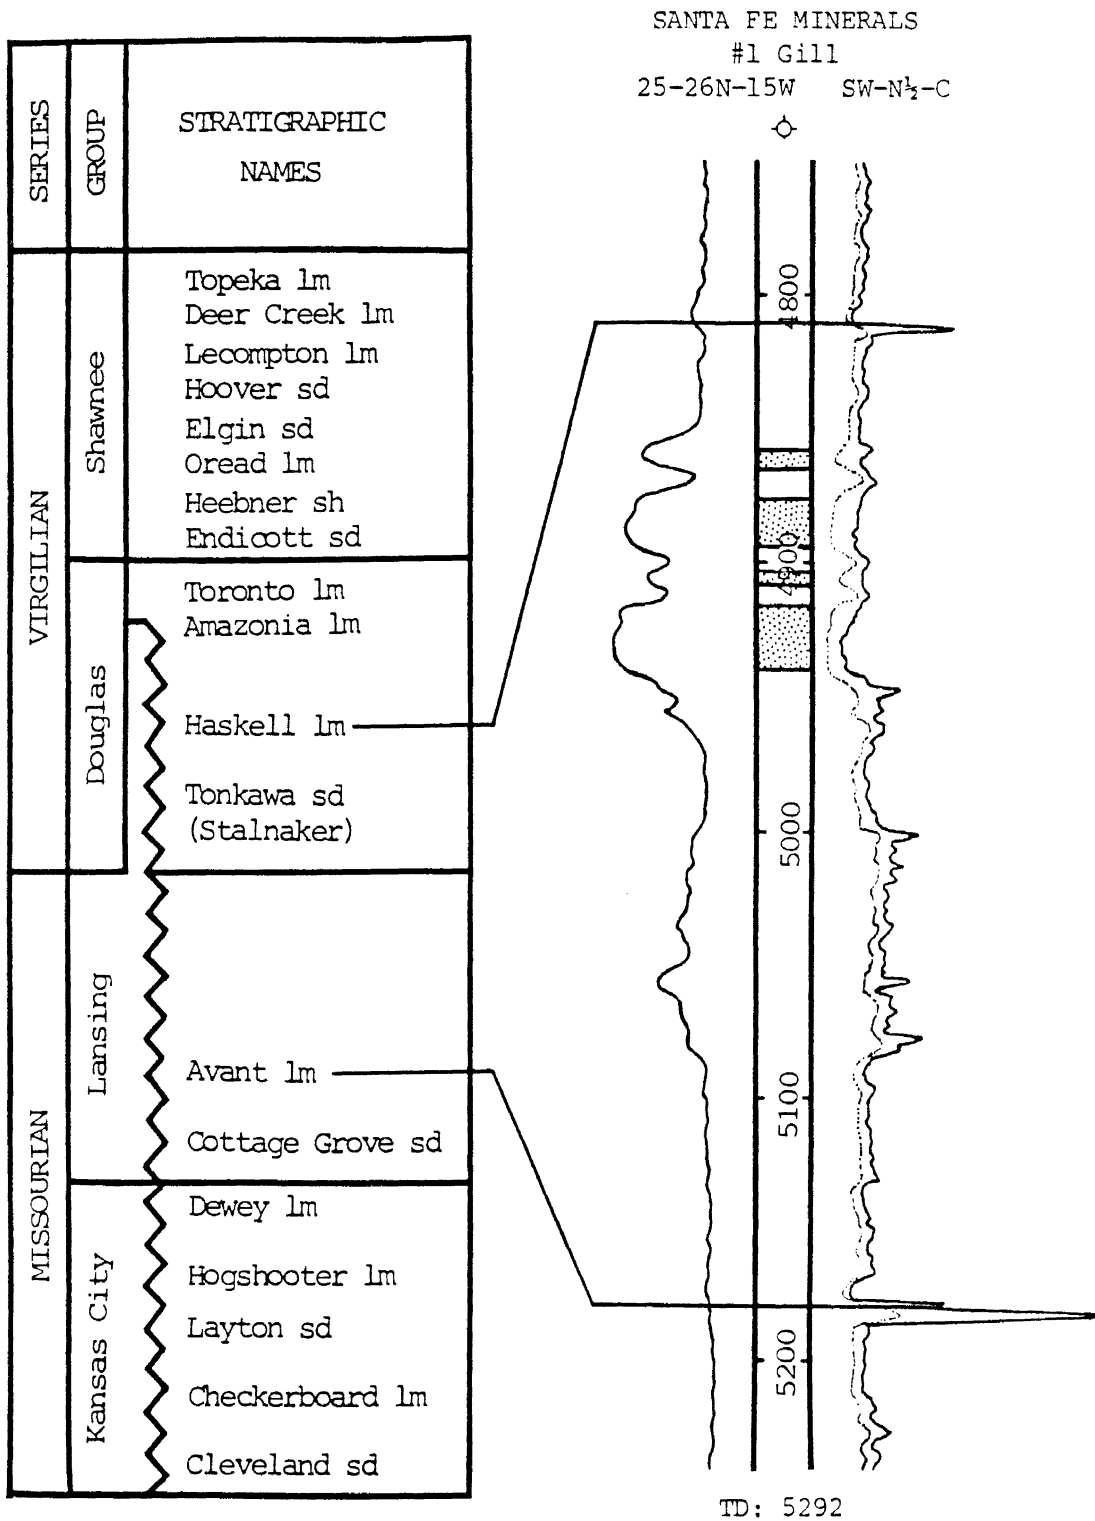 SANTA FE MINERALS
#1 Gill
25-26N-15W SW-N½-C
SERIES
GROUP
STRATIGRAPHIC
NAMES
VIRGILIAN
Shawnee
Topeka lm
Deer Creek lm
Lecompton lm
Hoover sd
Elgin sd
Oread lm
Heebner sh
Endicott sd
Douglas
Toronto lm
Amazonia lm
Haskell lm
Tonkawa sd
(Stalnaker)
MISSOURIAN
Lansing
Avant lm
Cottage Grove sd
Kansas City
Dewey lm
Hogshooter lm
Layton sd
Checkerboard lm
Cleveland sd
4800
4900
5000
5100
5200
TD: 5292